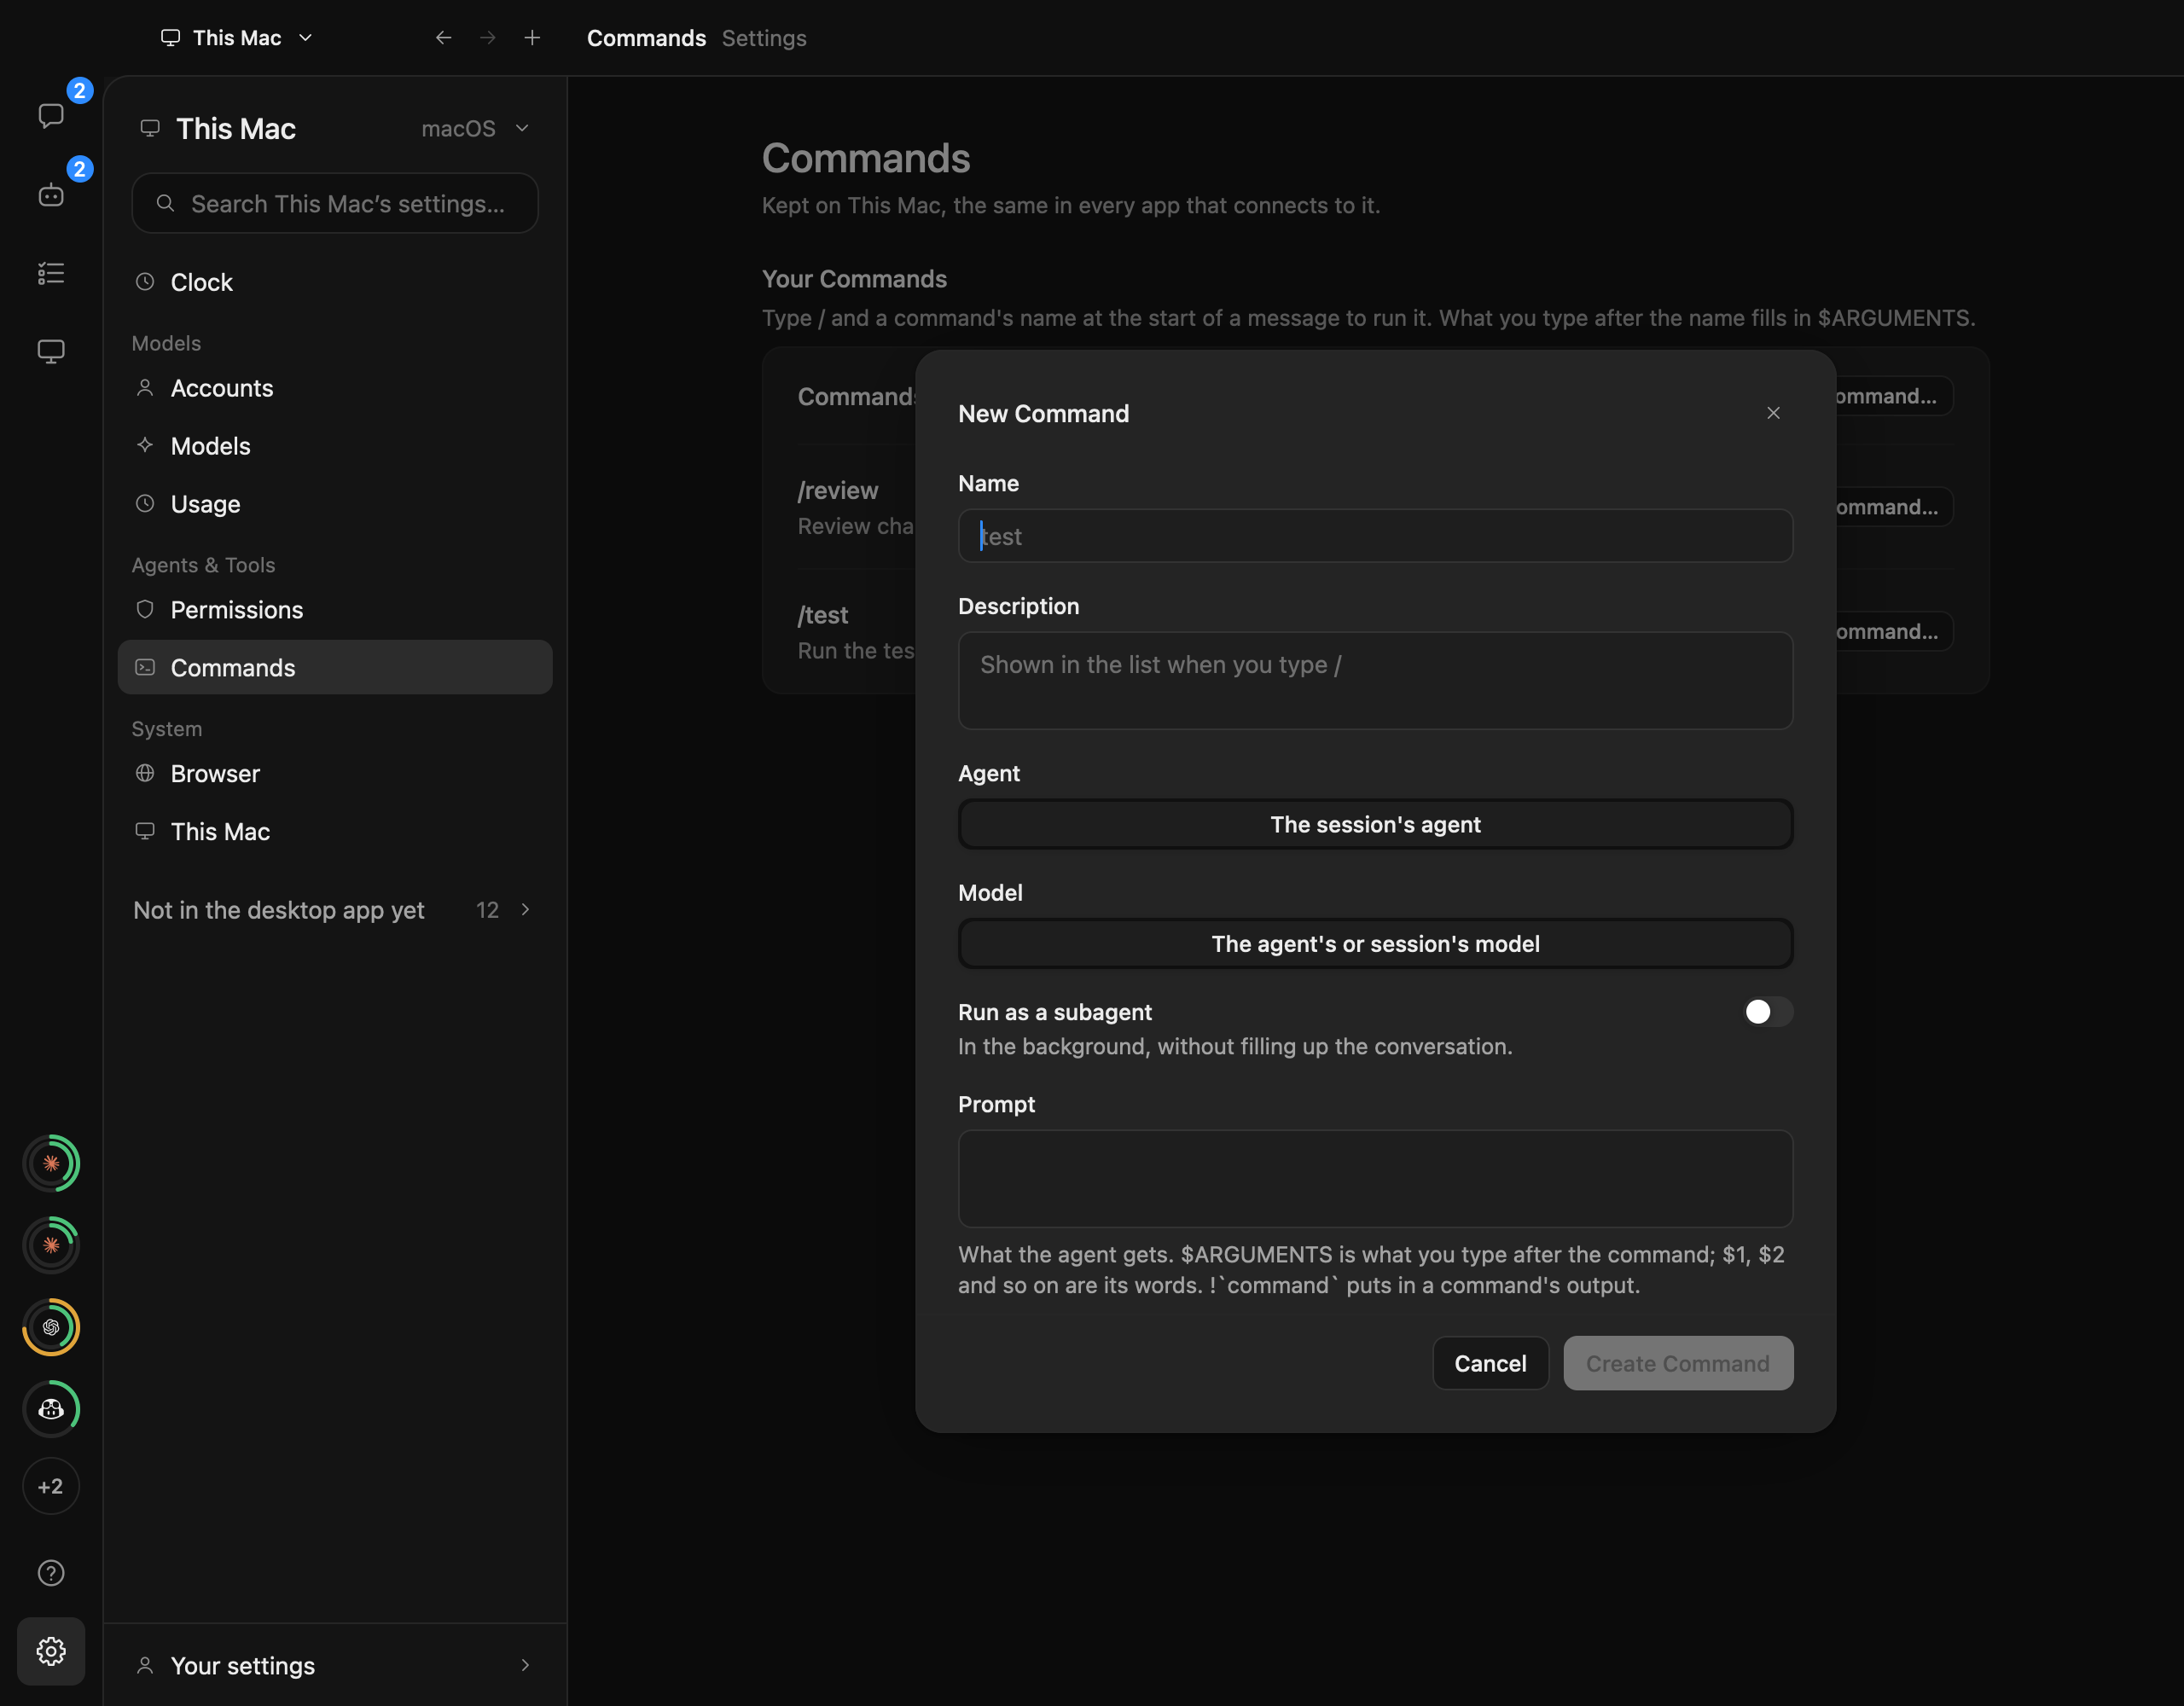 This Mac
Commands Settings
2
2
This Mac
macOS
Search This Mac’s settings...
Clock
Models
Accounts
Models
Usage
Agents & Tools
Permissions
Commands
System
Browser
This Mac
Not in the desktop app yet
12
+2
Your settings
Commands
Kept on This Mac, the same in every app that connects to it.
Your Commands
Type / and a command's name at the start of a message to run it. What you type after the name fills in $ARGUMENTS.
Commands
ommand...
/review
Review cha
ommand...
/test
Run the tes
ommand...
New Command
Name
test
Description
Shown in the list when you type /
Agent
The session's agent
Model
The agent's or session's model
Run as a subagent
In the background, without filling up the conversation.
Prompt
What the agent gets. $ARGUMENTS is what you type after the command; $1, $2
and so on are its words. !`command` puts in a command's output.
Cancel
Create Command